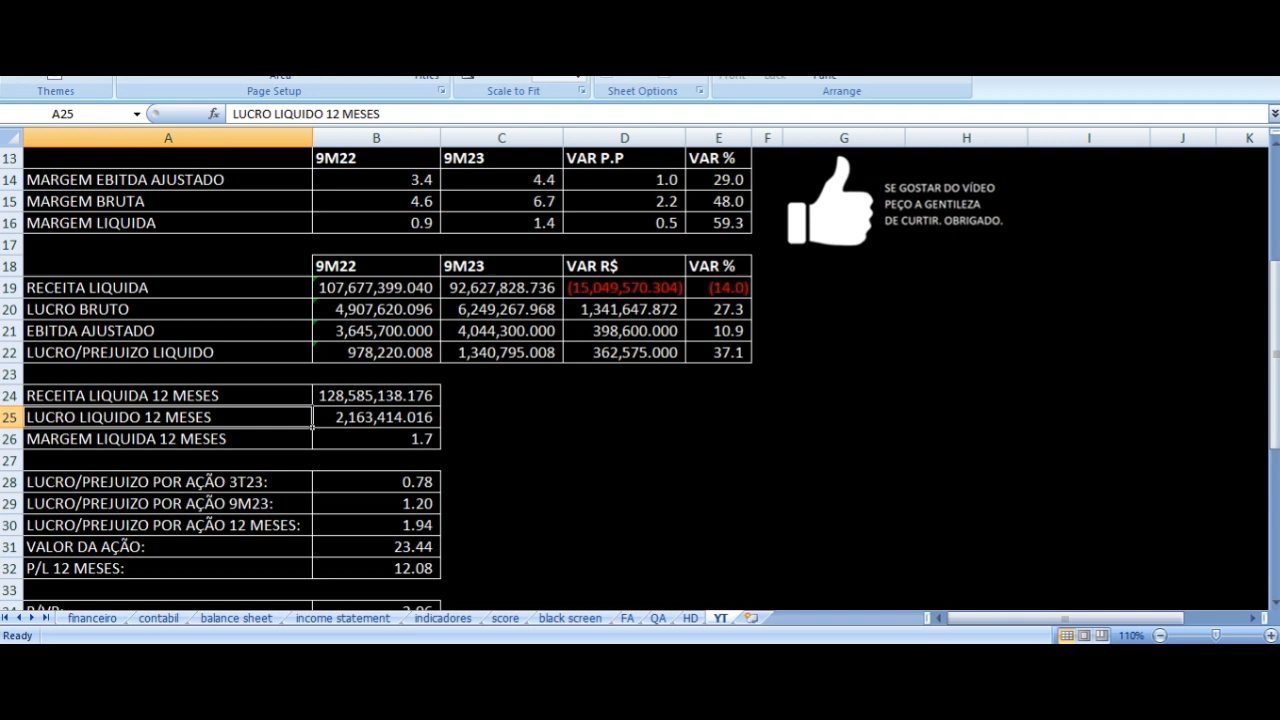 Themes Page Setup Scale to Fit Sheet Options Arrange
A25 fx LUCRO LIQUIDO 12 MESES
A B C D E F G H I J K
13 9M22 9M23 VAR P.P VAR %
14 MARGEM EBITDA AJUSTADO 3.4 4.4 1.0 29.0
15 MARGEM BRUTA 4.6 6.7 2.2 48.0
16 MARGEM LIQUIDA 0.9 1.4 0.5 59.3
17
18 9M22 9M23 VAR R$ VAR %
19 RECEITA LIQUIDA 107,677,399.040 92,627,828.736 (15,049,570.304) (14.0)
20 LUCRO BRUTO 4,907,620.096 6,249,267.968 1,341,647.872 27.3
21 EBITDA AJUSTADO 3,645,700.000 4,044,300.000 398,600.000 10.9
22 LUCRO/PREJUIZO LIQUIDO 978,220.008 1,340,795.008 362,575.000 37.1
23
24 RECEITA LIQUIDA 12 MESES 128,585,138.176
25 LUCRO LIQUIDO 12 MESES 2,163,414.016
26 MARGEM LIQUIDA 12 MESES 1.7
27
28 LUCRO/PREJUIZO POR AÇÃO 3T23: 0.78
29 LUCRO/PREJUIZO POR AÇÃO 9M23: 1.20
30 LUCRO/PREJUIZO POR AÇÃO 12 MESES: 1.94
31 VALOR DA AÇÃO: 23.44
32 P/L 12 MESES: 12.08
33
SE GOSTAR DO VÍDEO
PEÇO A GENTILEZA
DE CURTIR. OBRIGADO.
financeiro contabil balance sheet income statement indicadores score black screen FA QA HD YT
Ready 110%